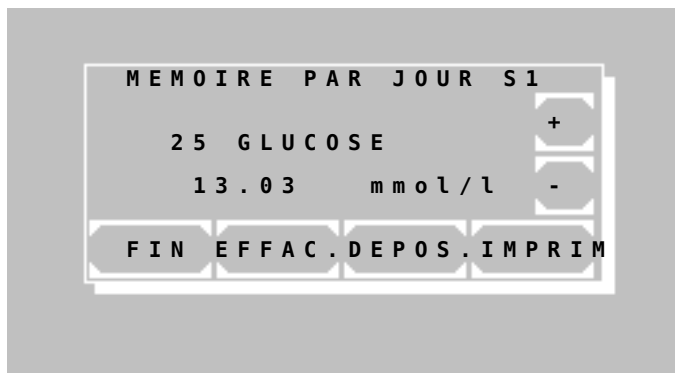 MEMOIRE PAR JOUR S1
+
25 GLUCOSE
13.03 mmol/l -
FIN EFFAC. DEPOS. IMPRIM